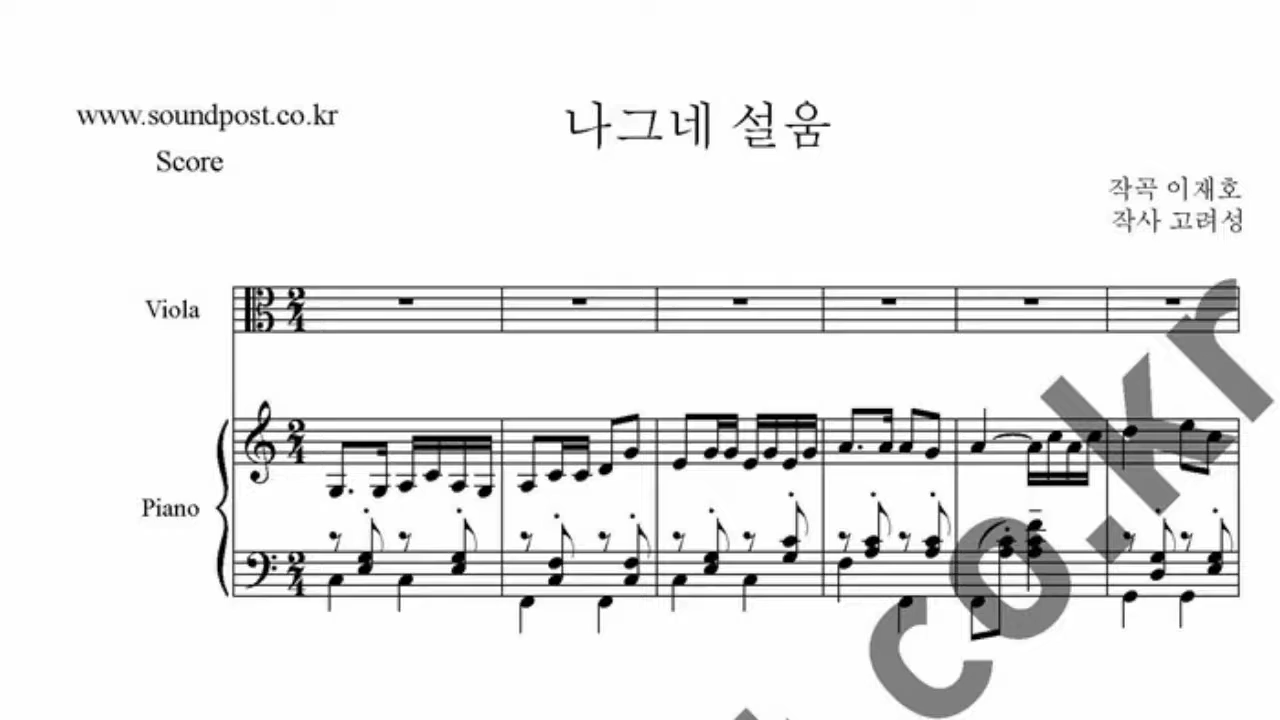 www.soundpost.co.kr
나그네 설움
Score
작곡 이재호
작사 고려성
Viola
Piano
co.kr